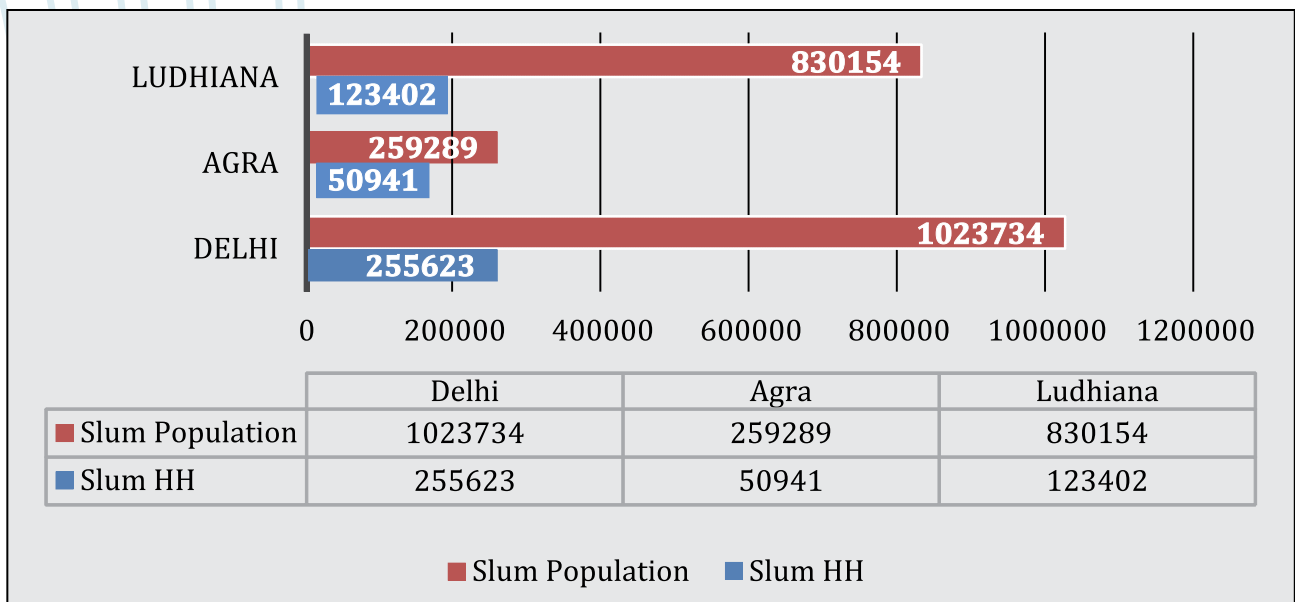 LUDHIANA 830154
123402
AGRA 259289
50941
DELHI 1023734
255623
0 200000 400000 600000 800000 1000000 1200000
Delhi Agra Ludhiana
Slum Population 1023734 259289 830154
Slum HH 255623 50941 123402
Slum Population Slum HH